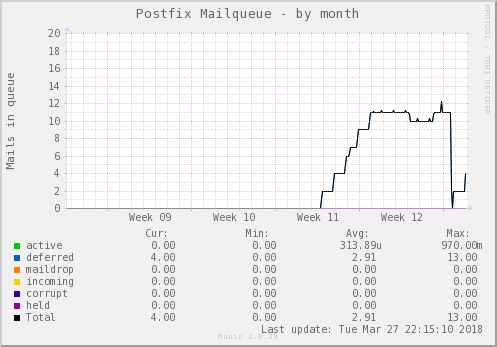 Postfix Mailqueue - by month
RRDTOOL / TOBI OETIKER
Mails in queue
20
18
16
14
12
10
8
6
4
2
0
Week 09 Week 10 Week 11 Week 12
Cur: Min: Avg: Max:
active 0.00 0.00 313.89u 970.00m
deferred 4.00 0.00 2.91 13.00
maildrop 0.00 0.00 0.00 0.00
incoming 0.00 0.00 0.00 0.00
corrupt 0.00 0.00 0.00 0.00
held 0.00 0.00 0.00 0.00
Total 4.00 0.00 2.91 13.00
Last update: Tue Mar 27 22:15:10 2018
Munin 2.0.33